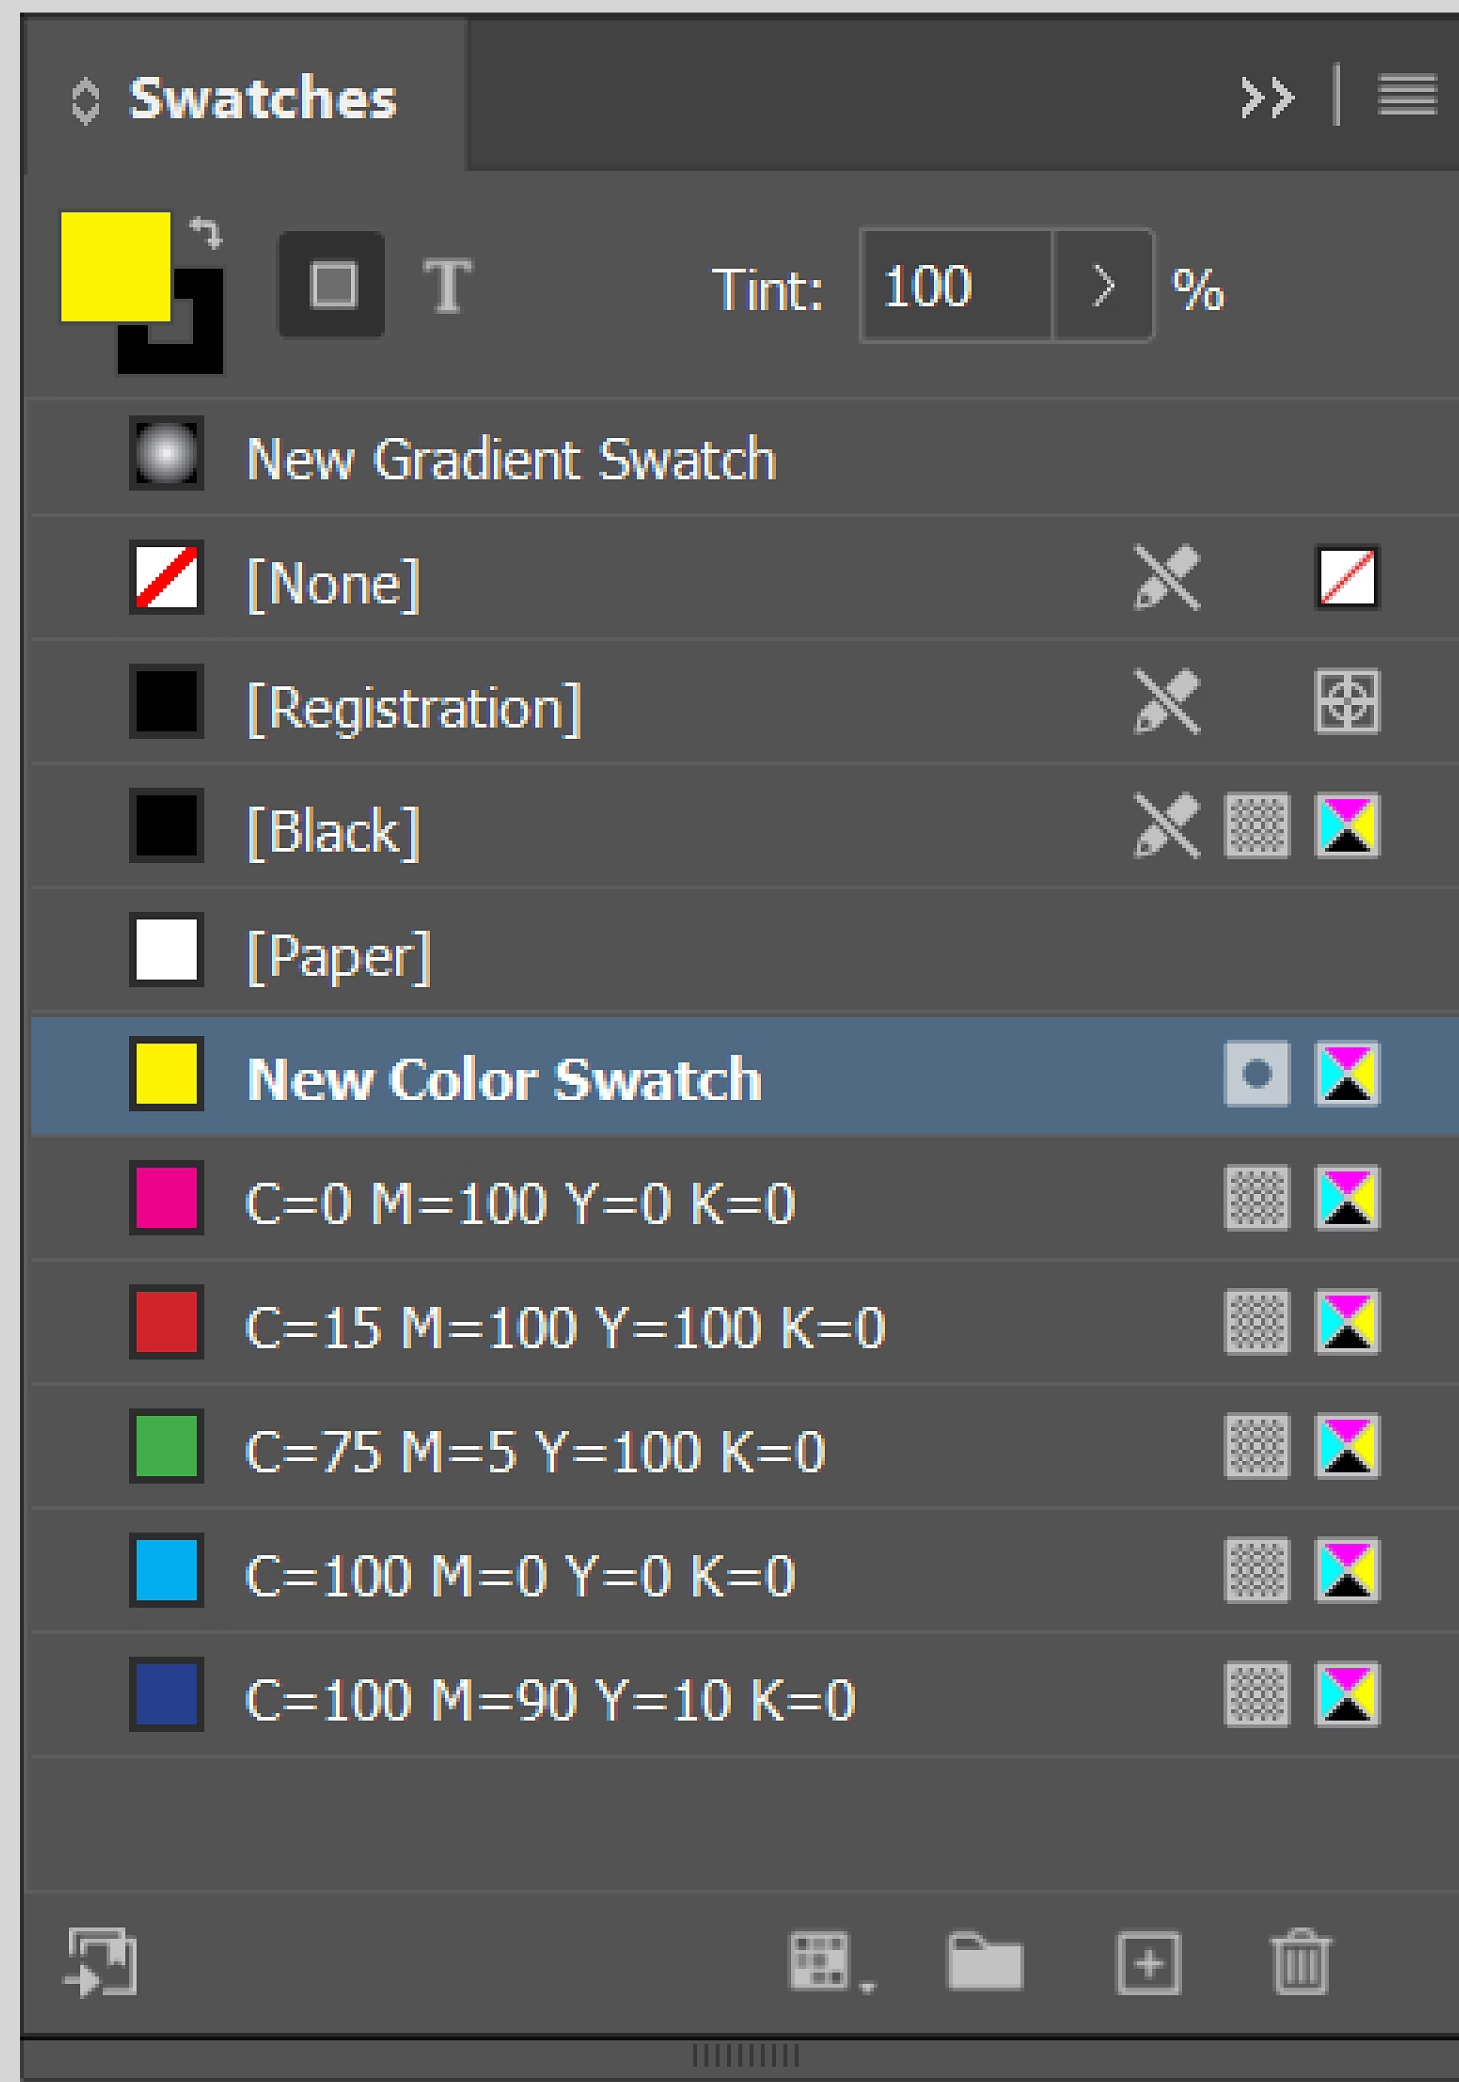 Swatches
T
Tint: 100 %
New Gradient Swatch
[None]
[Registration]
[Black]
[Paper]
New Color Swatch
C=0 M=100 Y=0 K=0
C=15 M=100 Y=100 K=0
C=75 M=5 Y=100 K=0
C=100 M=0 Y=0 K=0
C=100 M=90 Y=10 K=0